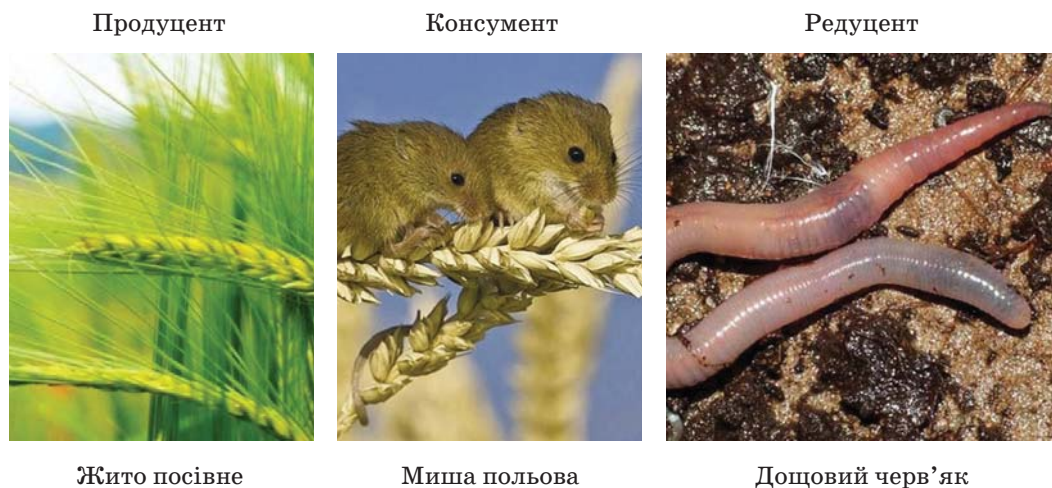 Продуцент
Консумент
Редуцент
Жито посівне
Миша польова
Дощовий черв’як